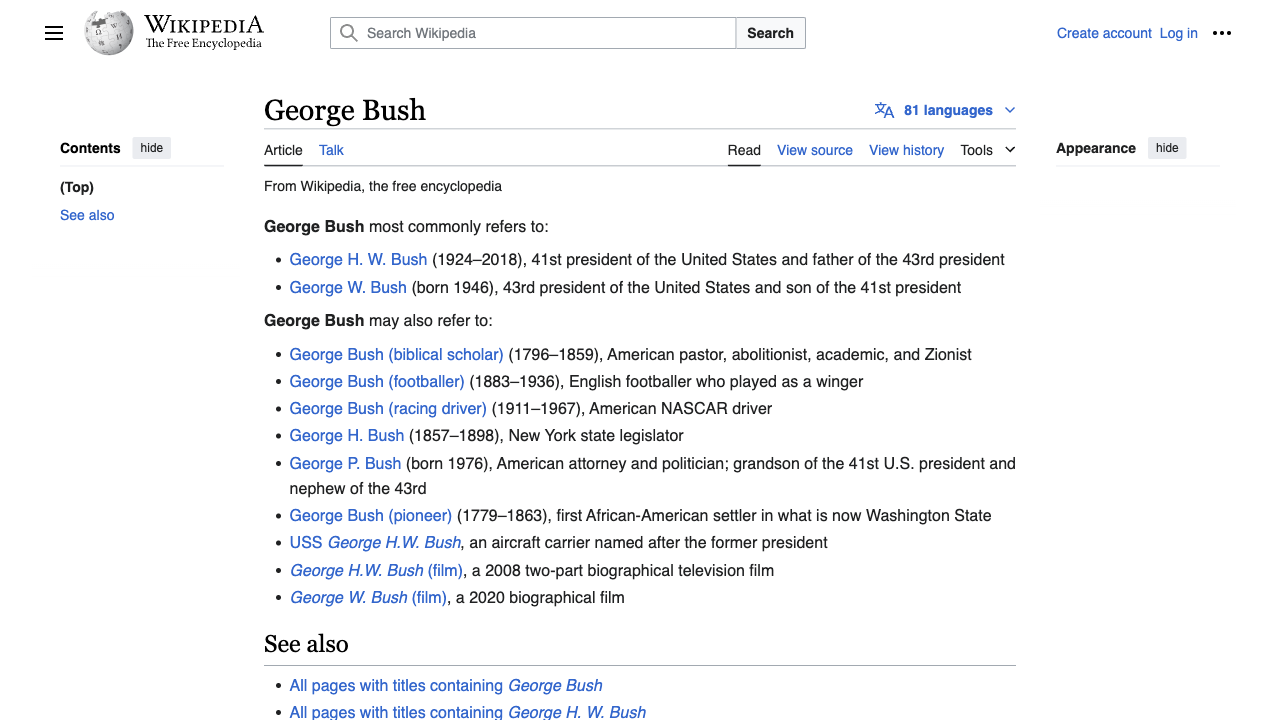 WIKIPEDIA
The Free Encyclopedia
Search Wikipedia
Search
Create account Log in
George Bush
81 languages
Contents hide
Article Talk
Read View source View history Tools
Appearance hide
(Top)
See also
From Wikipedia, the free encyclopedia
George Bush most commonly refers to:
• George H. W. Bush (1924–2018), 41st president of the United States and father of the 43rd president
• George W. Bush (born 1946), 43rd president of the United States and son of the 41st president
George Bush may also refer to:
• George Bush (biblical scholar) (1796–1859), American pastor, abolitionist, academic, and Zionist
• George Bush (footballer) (1883–1936), English footballer who played as a winger
• George Bush (racing driver) (1911–1967), American NASCAR driver
• George H. Bush (1857–1898), New York state legislator
• George P. Bush (born 1976), American attorney and politician; grandson of the 41st U.S. president and
nephew of the 43rd
• George Bush (pioneer) (1779–1863), first African-American settler in what is now Washington State
• USS George H.W. Bush, an aircraft carrier named after the former president
• George H.W. Bush (film), a 2008 two-part biographical television film
• George W. Bush (film), a 2020 biographical film
See also
• All pages with titles containing George Bush
• All pages with titles containing George H. W. Bush